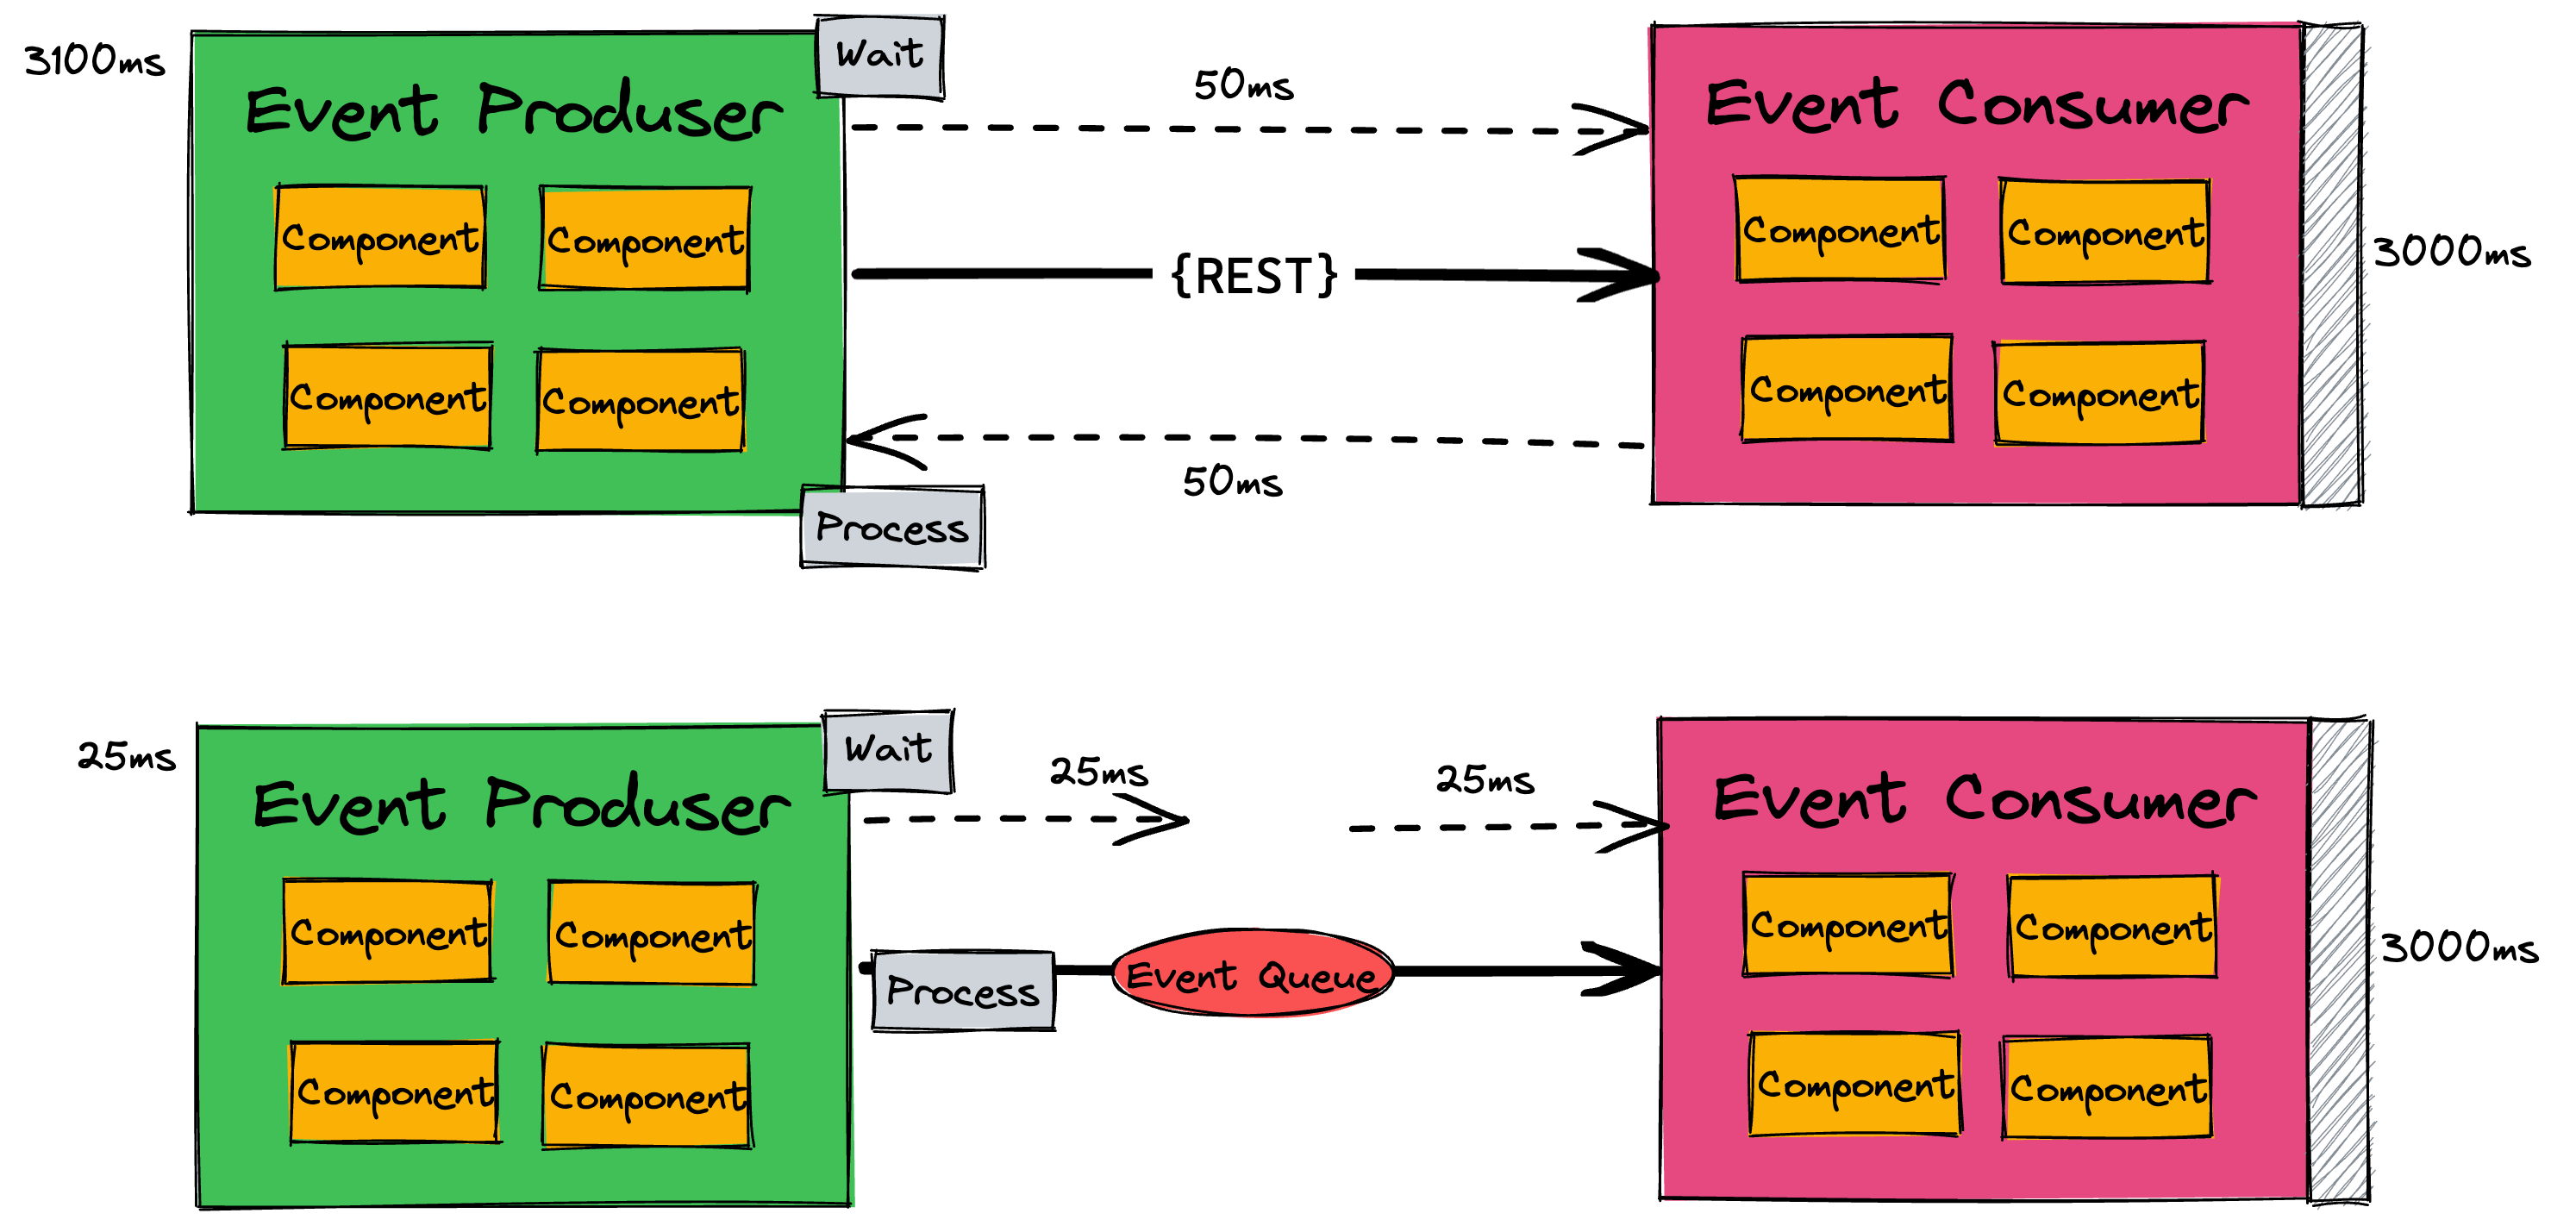 3100ms
Wait
Event Produser
50ms
Event Consumer
Component
Component
{REST}
Component
Component
3000ms
Component
Component
Component
Component
50ms
Process
25ms
Wait
Event Produser
25ms
25ms
Event Consumer
Component
Component
Process
Event Queue
Component
Component
3000ms
Component
Component
Component
Component